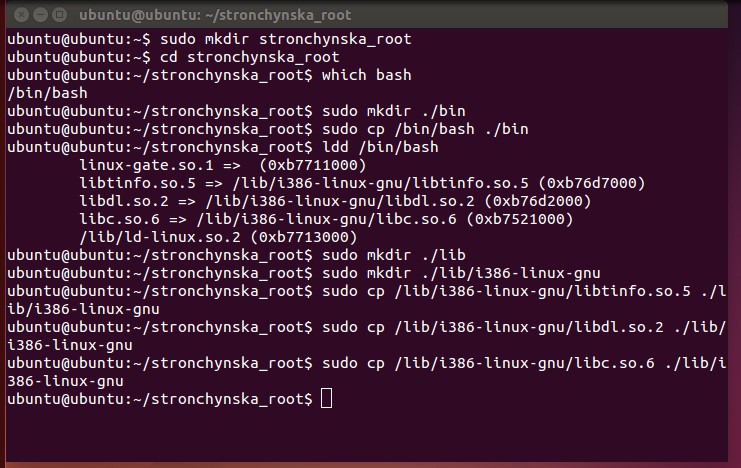 ubuntu@ubuntu: ~/stronchynska_root
ubuntu@ubuntu:~$ sudo mkdir stronchynska_root
ubuntu@ubuntu:~$ cd stronchynska_root
ubuntu@ubuntu:~/stronchynska_root$ which bash
/bin/bash
ubuntu@ubuntu:~/stronchynska_root$ sudo mkdir ./bin
ubuntu@ubuntu:~/stronchynska_root$ sudo cp /bin/bash ./bin
ubuntu@ubuntu:~/stronchynska_root$ ldd /bin/bash
        linux-gate.so.1 =>  (0xb7711000)
        libtinfo.so.5 => /lib/i386-linux-gnu/libtinfo.so.5 (0xb76d7000)
        libdl.so.2 => /lib/i386-linux-gnu/libdl.so.2 (0xb76d2000)
        libc.so.6 => /lib/i386-linux-gnu/libc.so.6 (0xb7521000)
        /lib/ld-linux.so.2 (0xb7713000)
ubuntu@ubuntu:~/stronchynska_root$ sudo mkdir ./lib
ubuntu@ubuntu:~/stronchynska_root$ sudo mkdir ./lib/i386-linux-gnu
ubuntu@ubuntu:~/stronchynska_root$ sudo cp /lib/i386-linux-gnu/libtinfo.so.5 ./l
ib/i386-linux-gnu
ubuntu@ubuntu:~/stronchynska_root$ sudo cp /lib/i386-linux-gnu/libdl.so.2 ./lib/
i386-linux-gnu
ubuntu@ubuntu:~/stronchynska_root$ sudo cp /lib/i386-linux-gnu/libc.so.6 ./lib/i
386-linux-gnu
ubuntu@ubuntu:~/stronchynska_root$